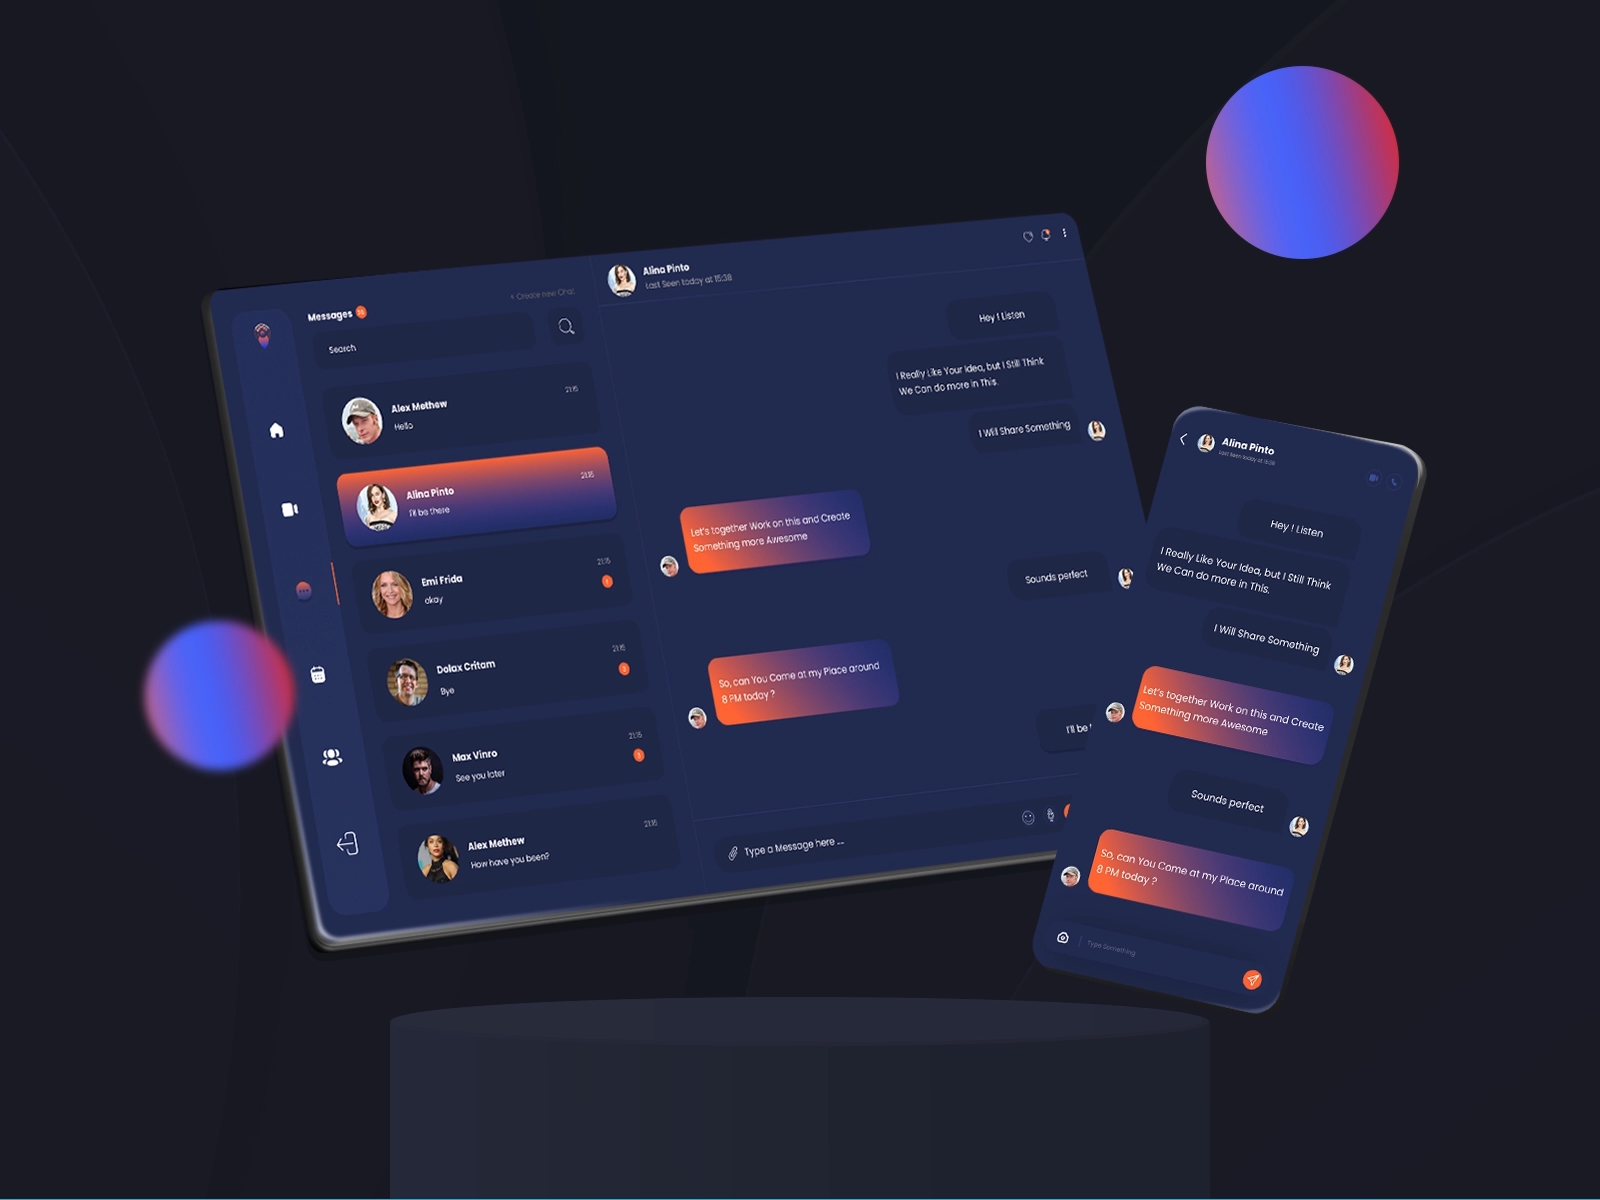 Messages
+ Create new Chat
Search
Alex Methew
21:15
Hello
Alina Pinto
21:15
I'll be there
Emi Frida
21:15
okay
1
Dolax Critam
21:15
Bye
Max Vinro
21:15
See you later
Alex Methew
21:15
How have you been?
Alina Pinto
Last Seen today at 15:38
Hey ! Listen
I Really Like Your Idea, but I Still Think
We Can do more in This.
I Will Share Something
Let's together Work on this and Create
Something more Awesome
Sounds perfect
So, can You Come at my Place around
8 PM today ?
I'll be
Type a Message here ...
Alina Pinto
Last Seen today at 15:38
Hey ! Listen
I Really Like Your Idea, but I Still Think
We Can do more in This.
I Will Share Something
Let's together Work on this and Create
Something more Awesome
Sounds perfect
So, can You Come at my Place around
8 PM today ?
Type Something